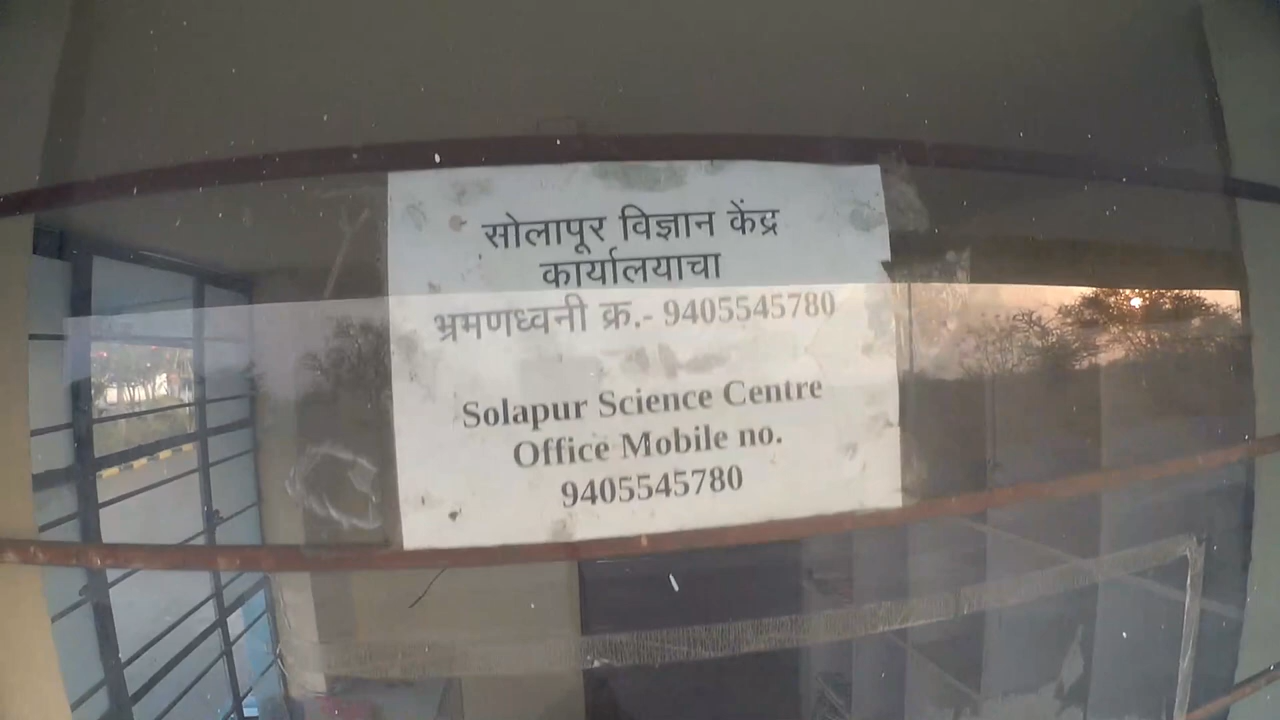 सोलापूर विज्ञान केंद्र
कार्यालयाचा
भ्रमणध्वनी क्र.- 9405545780
Solapur Science Centre
Office Mobile no.
9405545780